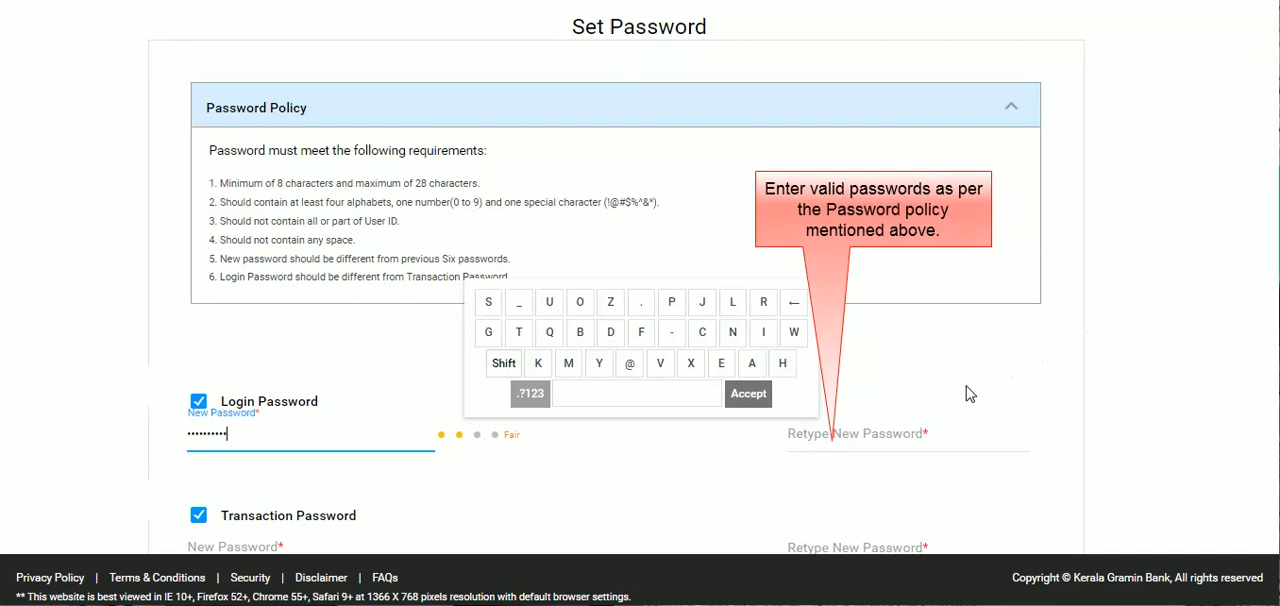 Set Password
Password Policy
Password must meet the following requirements:
1. Minimum of 8 characters and maximum of 28 characters.
2. Should contain at least four alphabets, one number(0 to 9) and one special character (!@#$%^&*).
3. Should not contain all or part of User ID.
4. Should not contain any space.
5. New password should be different from previous Six passwords.
6. Login Password should be different from Transaction Password.
Enter valid passwords as per
the Password policy
mentioned above.
S _ U O Z . P J L R ←
G T Q B D F - C N I W
Shift K M Y @ V X E A H
.?123 Accept
Login Password
New Password*
•••••••••• Fair
Retype New Password*
Transaction Password
New Password*
Retype New Password*
Privacy Policy | Terms & Conditions | Security | Disclaimer | FAQs
Copyright © Kerala Gramin Bank, All rights reserved
** This website is best viewed in IE 10+, Firefox 52+, Chrome 55+, Safari 9+ at 1366 X 768 pixels resolution with default browser settings.